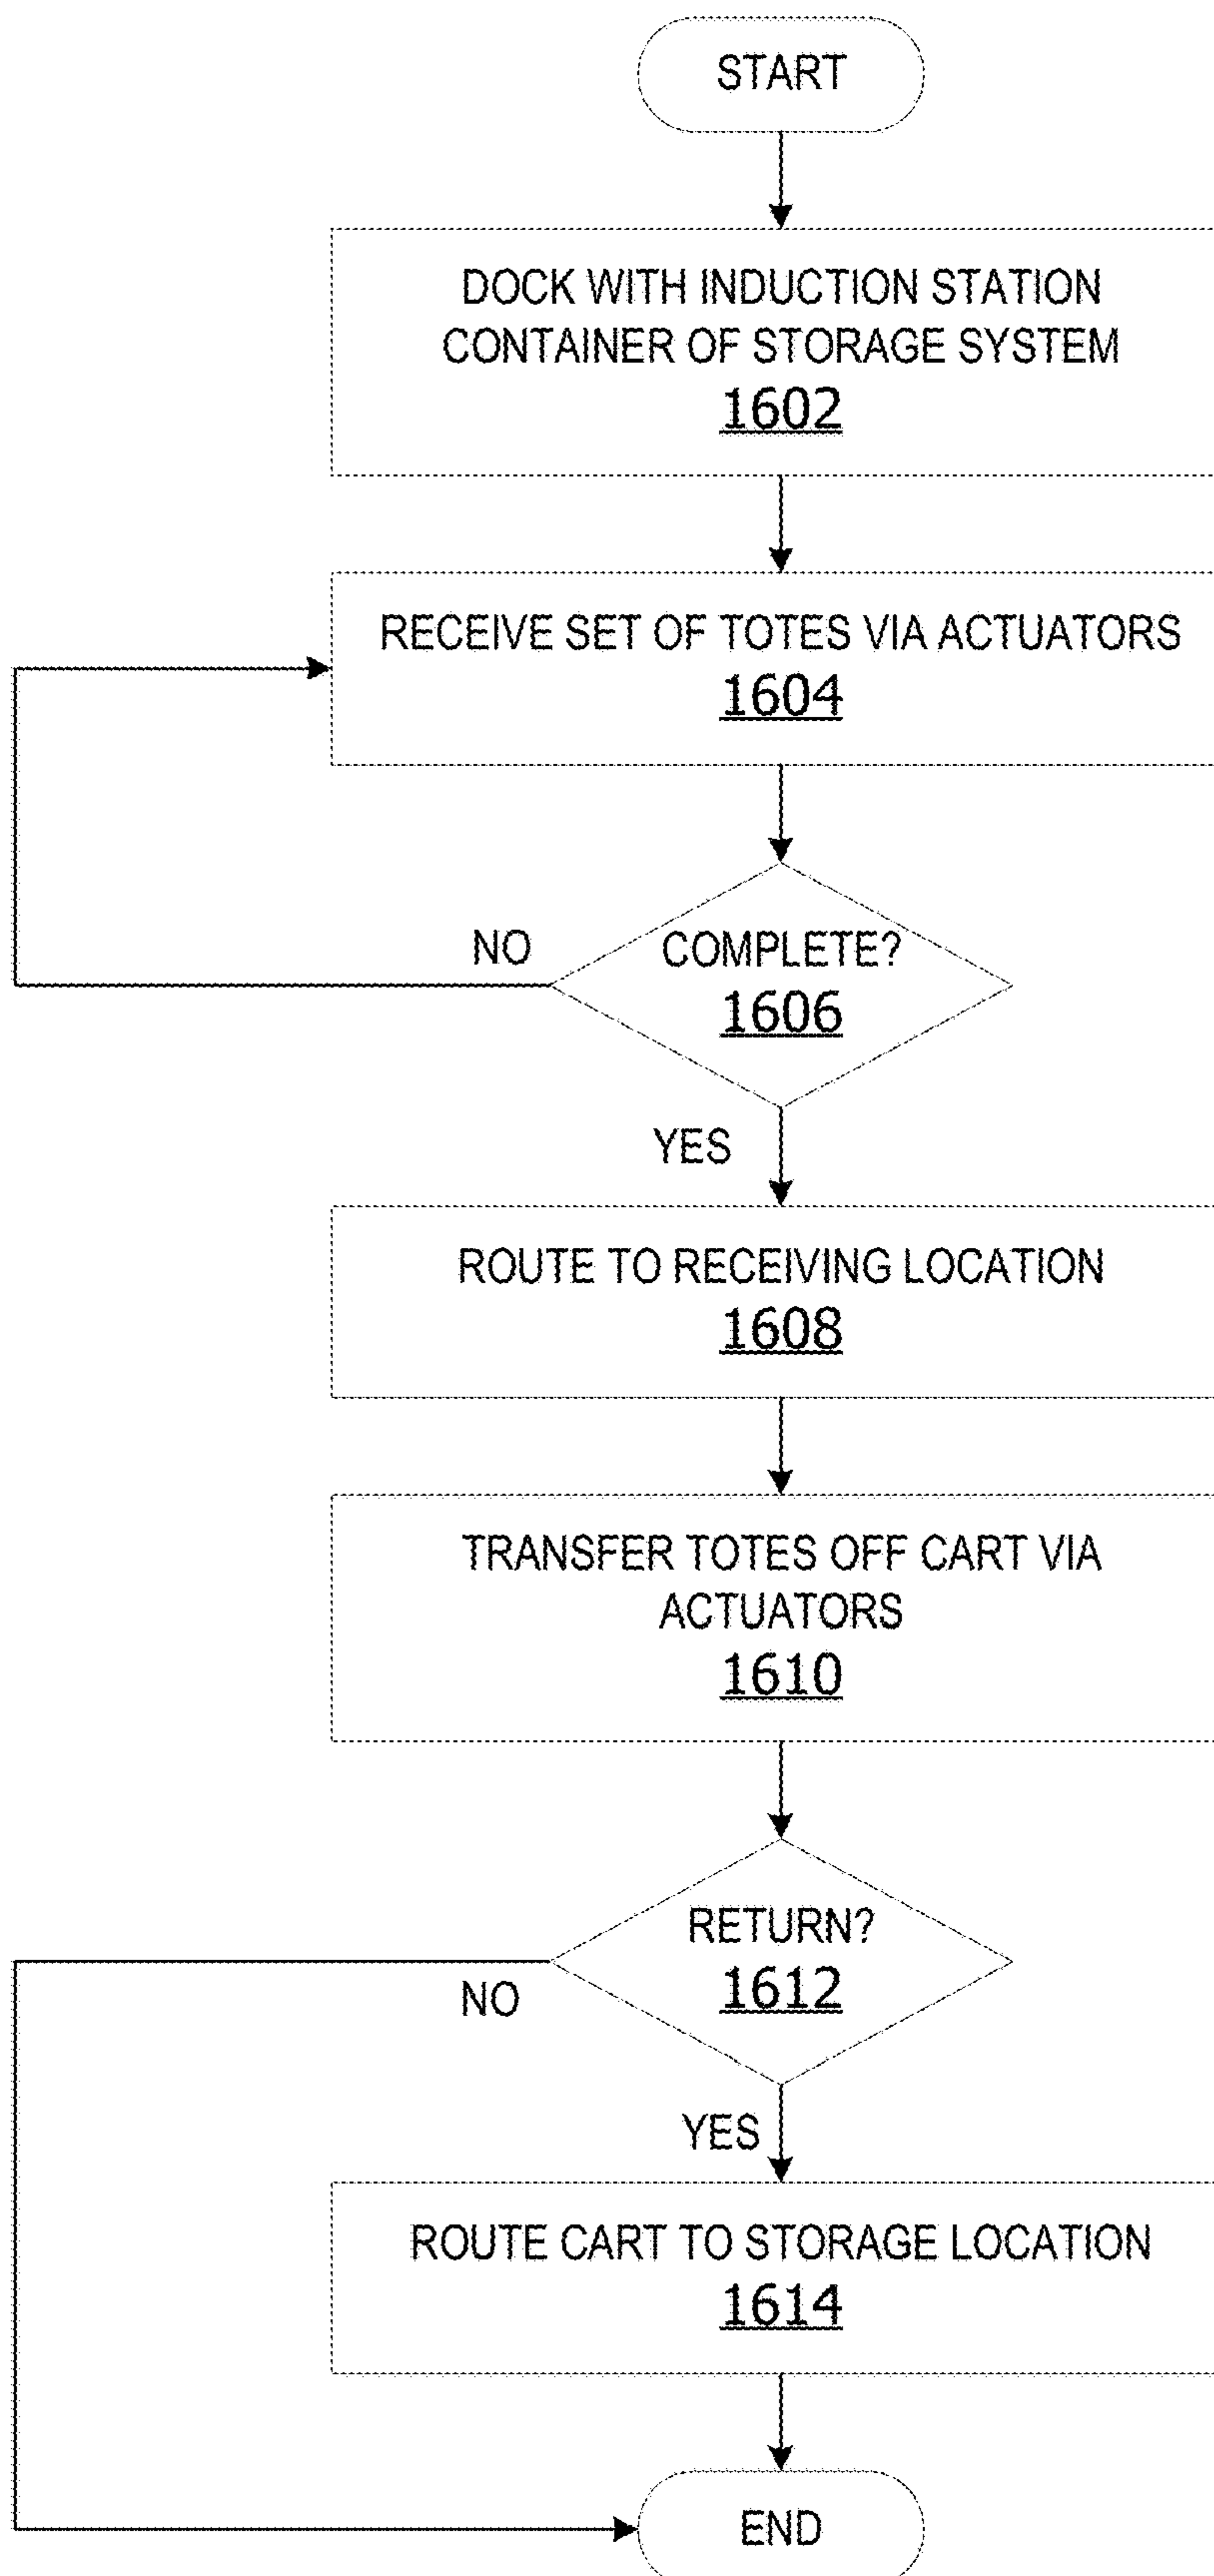 START
DOCK WITH INDUCTION STATION
CONTAINER OF STORAGE SYSTEM
1602
RECEIVE SET OF TOTES VIA ACTUATORS
1604
NO
COMPLETE?
1606
YES
ROUTE TO RECEIVING LOCATION
1608
TRANSFER TOTES OFF CART VIA
ACTUATORS
1610
RETURN?
NO
1612
YES
ROUTE CART TO STORAGE LOCATION
1614
END